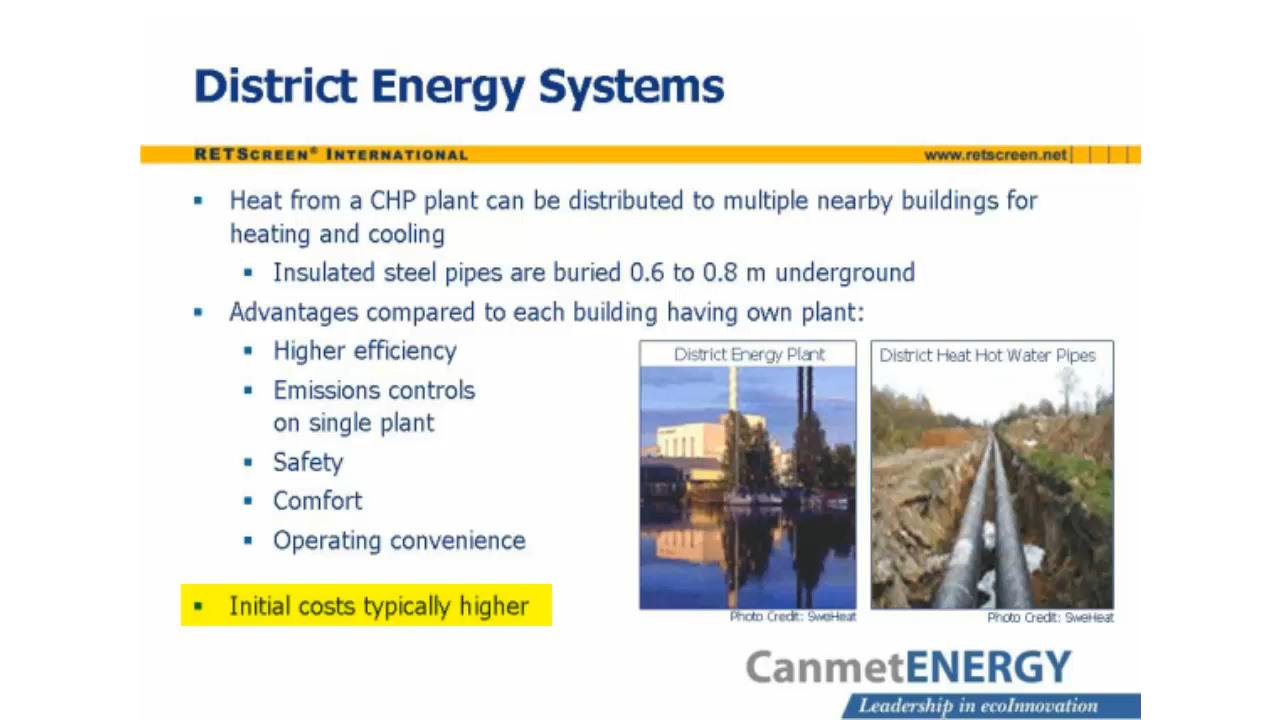 District Energy Systems
RETSCREEN® INTERNATIONAL
www.retscreen.net
▪ Heat from a CHP plant can be distributed to multiple nearby buildings for
heating and cooling
▪ Insulated steel pipes are buried 0.6 to 0.8 m underground
▪ Advantages compared to each building having own plant:
▪ Higher efficiency
▪ Emissions controls
on single plant
▪ Safety
▪ Comfort
▪ Operating convenience
▪ Initial costs typically higher
District Energy Plant
Photo Credit: SweHeat
District Heat Hot Water Pipes
Photo Credit: SweHeat
CanmetENERGY
Leadership in ecoInnovation